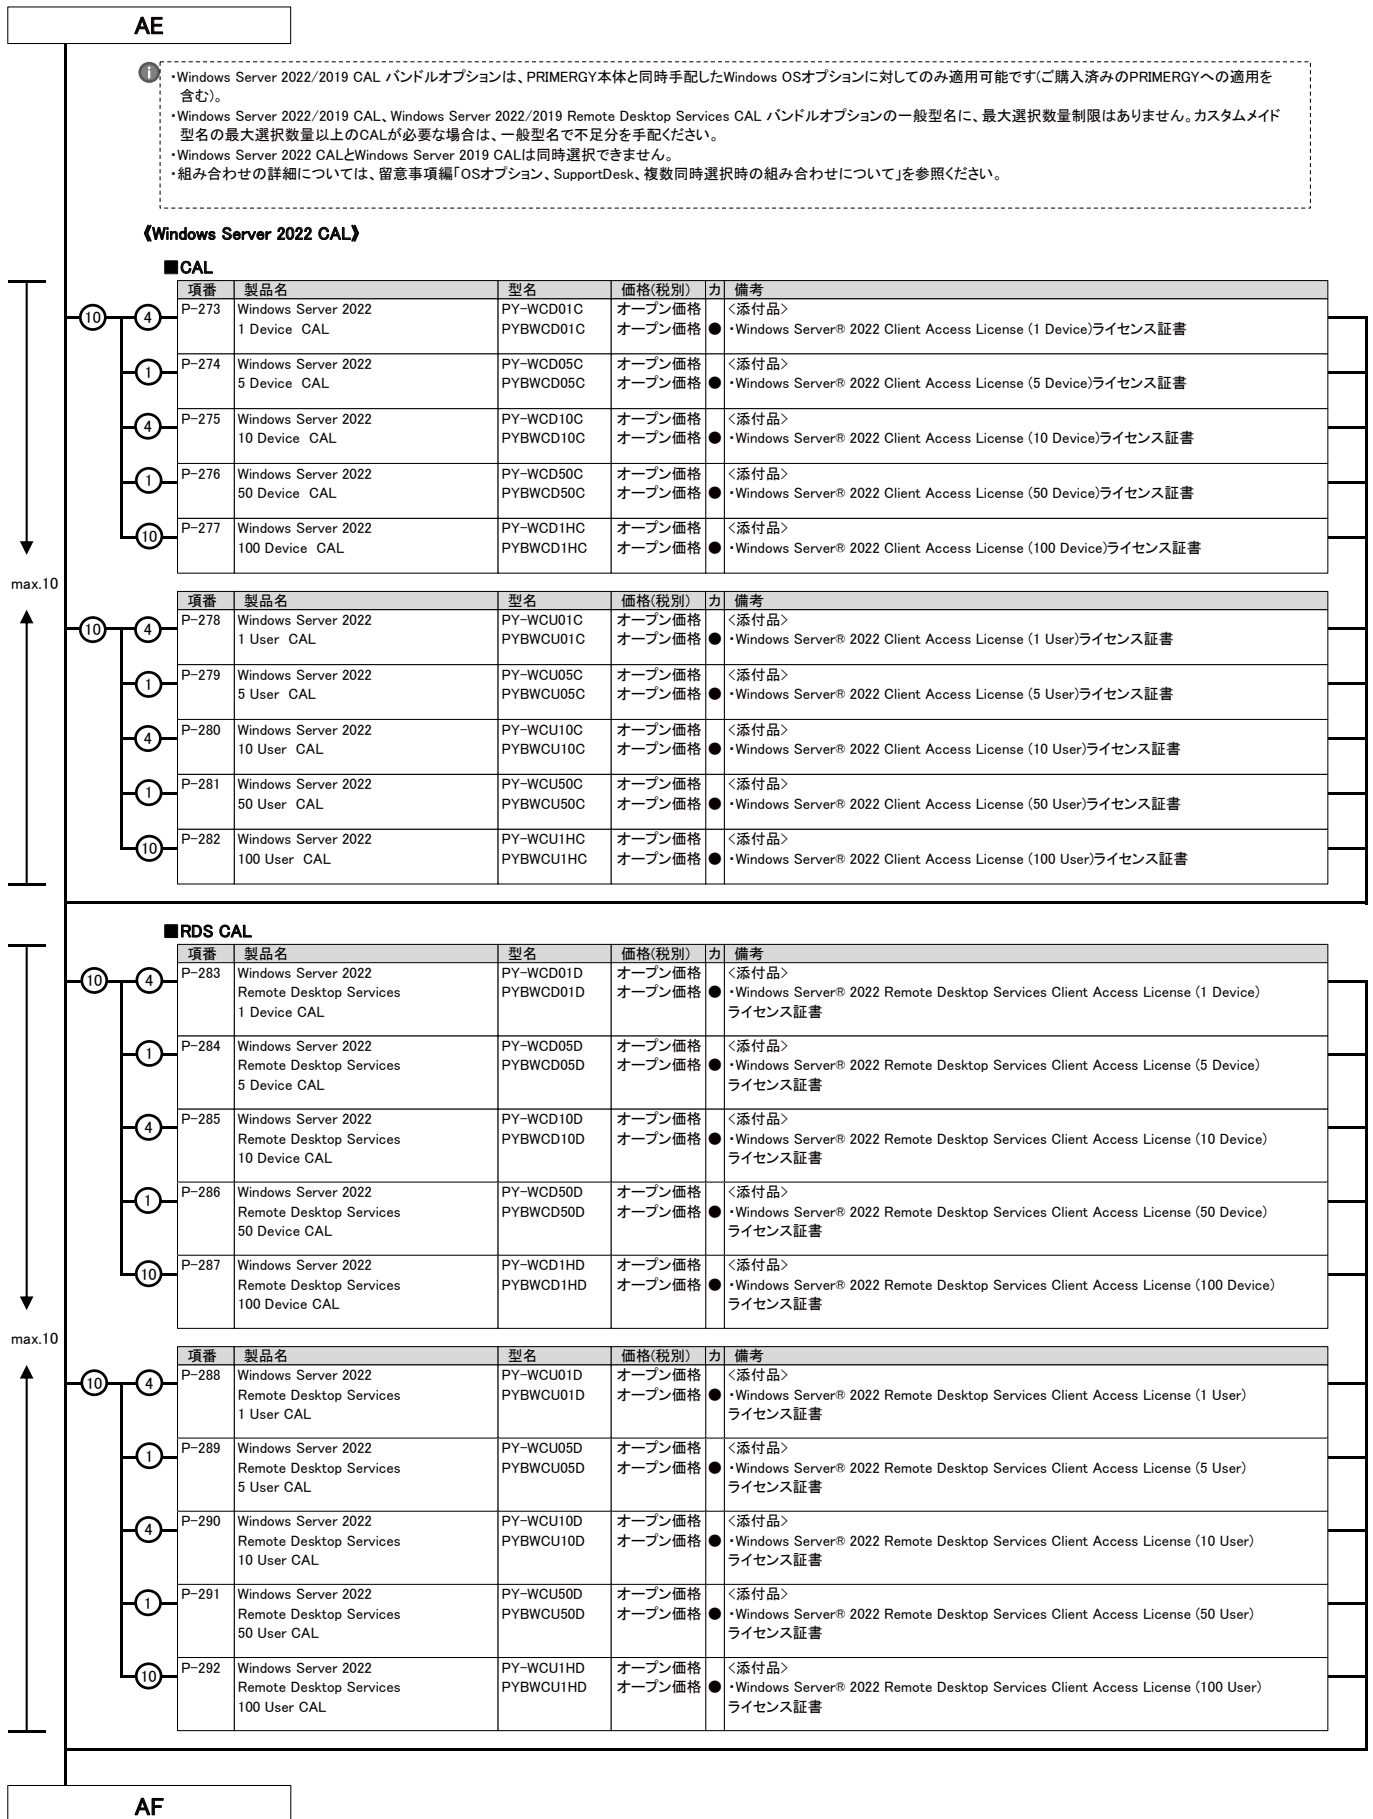 AE
・Windows Server 2022/2019 CAL バンドルオプションは、PRIMERGY本体と同時手配したWindows OSオプションに対してのみ適用可能です(ご購入済みのPRIMERGYへの適用を
含む)。
・Windows Server 2022/2019 CAL、Windows Server 2022/2019 Remote Desktop Services CAL バンドルオプションの一般型名に、最大選択数量制限はありません。カスタムメイド
型名の最大選択数量以上のCALが必要な場合は、一般型名で不足分を手配ください。
・Windows Server 2022 CALとWindows Server 2019 CALは同時選択できません。
・組み合わせの詳細については、留意事項編「OSオプション、SupportDesk、複数同時選択時の組み合わせについて」を参照ください。
《Windows Server 2022 CAL》
■CAL
項番 製品名 型名 価格(税別) カ 備考
10 4 P-273 Windows Server 2022 PY-WCD01C オープン価格 <添付品>
1 Device CAL PYBWCD01C オープン価格 ● ・Windows Server® 2022 Client Access License (1 Device)ライセンス証書
1 P-274 Windows Server 2022 PY-WCD05C オープン価格 <添付品>
5 Device CAL PYBWCD05C オープン価格 ● ・Windows Server® 2022 Client Access License (5 Device)ライセンス証書
4 P-275 Windows Server 2022 PY-WCD10C オープン価格 <添付品>
10 Device CAL PYBWCD10C オープン価格 ● ・Windows Server® 2022 Client Access License (10 Device)ライセンス証書
1 P-276 Windows Server 2022 PY-WCD50C オープン価格 <添付品>
50 Device CAL PYBWCD50C オープン価格 ● ・Windows Server® 2022 Client Access License (50 Device)ライセンス証書
10 P-277 Windows Server 2022 PY-WCD1HC オープン価格 <添付品>
100 Device CAL PYBWCD1HC オープン価格 ● ・Windows Server® 2022 Client Access License (100 Device)ライセンス証書
max.10
項番 製品名 型名 価格(税別) カ 備考
10 4 P-278 Windows Server 2022 PY-WCU01C オープン価格 <添付品>
1 User CAL PYBWCU01C オープン価格 ● ・Windows Server® 2022 Client Access License (1 User)ライセンス証書
1 P-279 Windows Server 2022 PY-WCU05C オープン価格 <添付品>
5 User CAL PYBWCU05C オープン価格 ● ・Windows Server® 2022 Client Access License (5 User)ライセンス証書
4 P-280 Windows Server 2022 PY-WCU10C オープン価格 <添付品>
10 User CAL PYBWCU10C オープン価格 ● ・Windows Server® 2022 Client Access License (10 User)ライセンス証書
1 P-281 Windows Server 2022 PY-WCU50C オープン価格 <添付品>
50 User CAL PYBWCU50C オープン価格 ● ・Windows Server® 2022 Client Access License (50 User)ライセンス証書
10 P-282 Windows Server 2022 PY-WCU1HC オープン価格 <添付品>
100 User CAL PYBWCU1HC オープン価格 ● ・Windows Server® 2022 Client Access License (100 User)ライセンス証書
■RDS CAL
項番 製品名 型名 価格(税別) カ 備考
10 4 P-283 Windows Server 2022 PY-WCD01D オープン価格 <添付品>
Remote Desktop Services PYBWCD01D オープン価格 ● ・Windows Server® 2022 Remote Desktop Services Client Access License (1 Device)
1 Device CAL ライセンス証書
1 P-284 Windows Server 2022 PY-WCD05D オープン価格 <添付品>
Remote Desktop Services PYBWCD05D オープン価格 ● ・Windows Server® 2022 Remote Desktop Services Client Access License (5 Device)
5 Device CAL ライセンス証書
4 P-285 Windows Server 2022 PY-WCD10D オープン価格 <添付品>
Remote Desktop Services PYBWCD10D オープン価格 ● ・Windows Server® 2022 Remote Desktop Services Client Access License (10 Device)
10 Device CAL ライセンス証書
1 P-286 Windows Server 2022 PY-WCD50D オープン価格 <添付品>
Remote Desktop Services PYBWCD50D オープン価格 ● ・Windows Server® 2022 Remote Desktop Services Client Access License (50 Device)
50 Device CAL ライセンス証書
10 P-287 Windows Server 2022 PY-WCD1HD オープン価格 <添付品>
Remote Desktop Services PYBWCD1HD オープン価格 ● ・Windows Server® 2022 Remote Desktop Services Client Access License (100 Device)
100 Device CAL ライセンス証書
max.10
項番 製品名 型名 価格(税別) カ 備考
10 4 P-288 Windows Server 2022 PY-WCU01D オープン価格 <添付品>
Remote Desktop Services PYBWCU01D オープン価格 ● ・Windows Server® 2022 Remote Desktop Services Client Access License (1 User)
1 User CAL ライセンス証書
1 P-289 Windows Server 2022 PY-WCU05D オープン価格 <添付品>
Remote Desktop Services PYBWCU05D オープン価格 ● ・Windows Server® 2022 Remote Desktop Services Client Access License (5 User)
5 User CAL ライセンス証書
4 P-290 Windows Server 2022 PY-WCU10D オープン価格 <添付品>
Remote Desktop Services PYBWCU10D オープン価格 ● ・Windows Server® 2022 Remote Desktop Services Client Access License (10 User)
10 User CAL ライセンス証書
1 P-291 Windows Server 2022 PY-WCU50D オープン価格 <添付品>
Remote Desktop Services PYBWCU50D オープン価格 ● ・Windows Server® 2022 Remote Desktop Services Client Access License (50 User)
50 User CAL ライセンス証書
10 P-292 Windows Server 2022 PY-WCU1HD オープン価格 <添付品>
Remote Desktop Services PYBWCU1HD オープン価格 ● ・Windows Server® 2022 Remote Desktop Services Client Access License (100 User)
100 User CAL ライセンス証書
AF